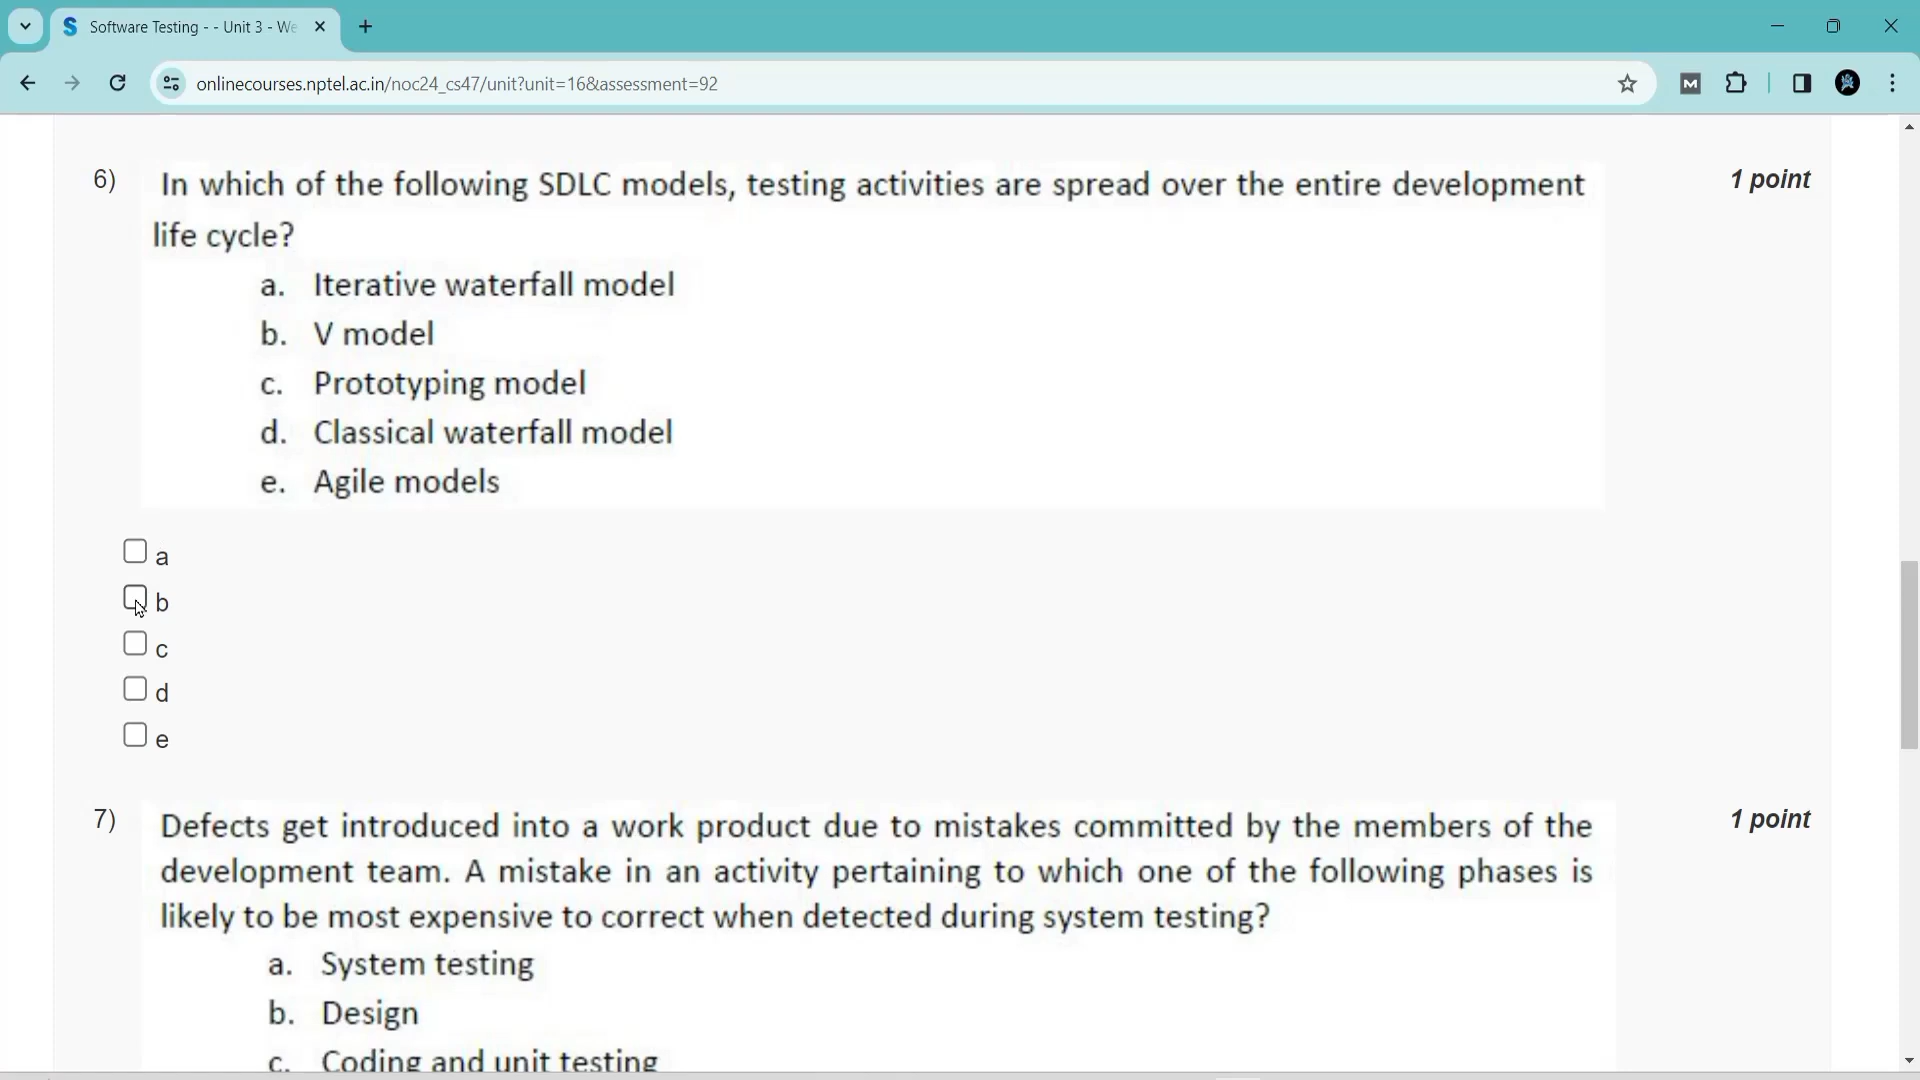 Software Testing - - Unit 3 - We
onlinecourses.nptel.ac.in/noc24_cs47/unit?unit=16&assessment=92
M
6) In which of the following SDLC models, testing activities are spread over the entire development 1 point
life cycle?
a. Iterative waterfall model
b. V model
c. Prototyping model
d. Classical waterfall model
e. Agile models
a
b
c
d
e
7) Defects get introduced into a work product due to mistakes committed by the members of the 1 point
development team. A mistake in an activity pertaining to which one of the following phases is
likely to be most expensive to correct when detected during system testing?
a. System testing
b. Design
c. Coding and unit testing